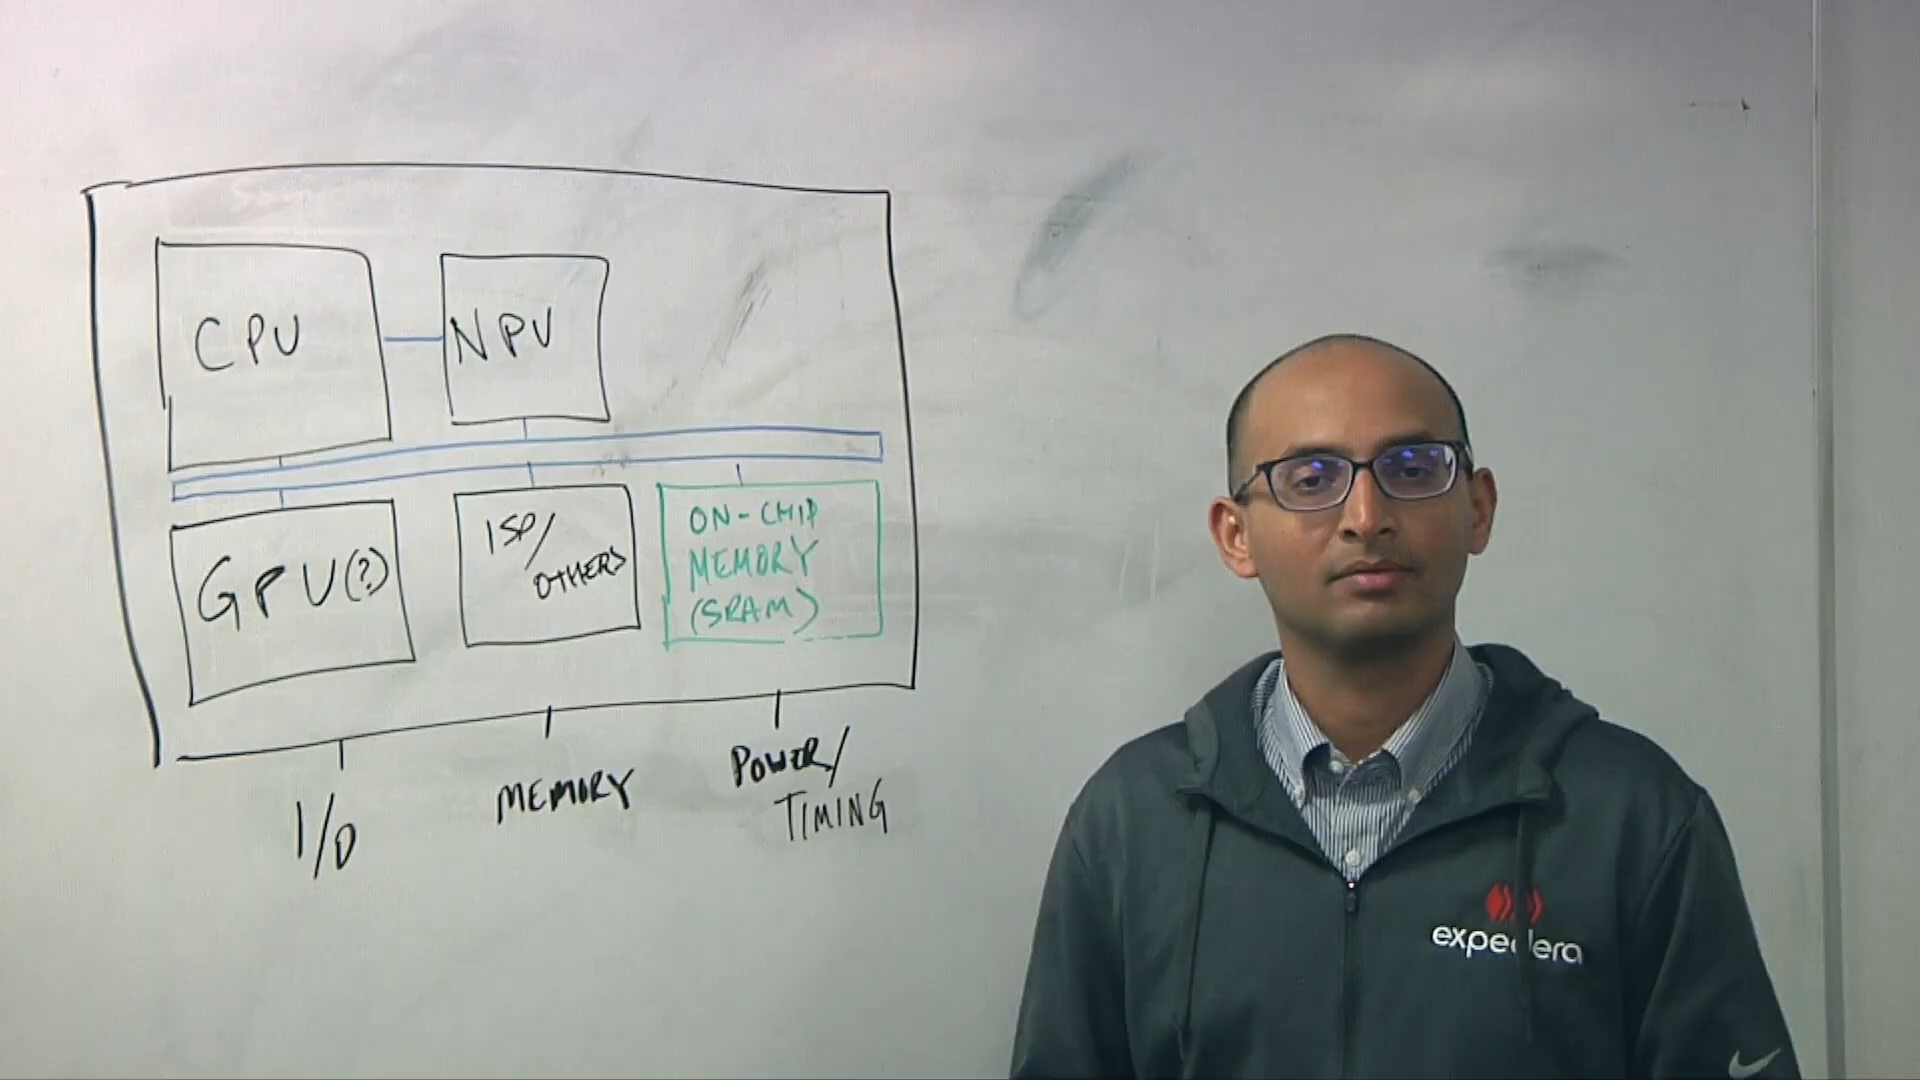 CPU
NPU
GPU(?)
ISP/
OTHERS
ON-CHIP
MEMORY
(SRAM)
I/O
MEMORY
POWER/
TIMING
expedera